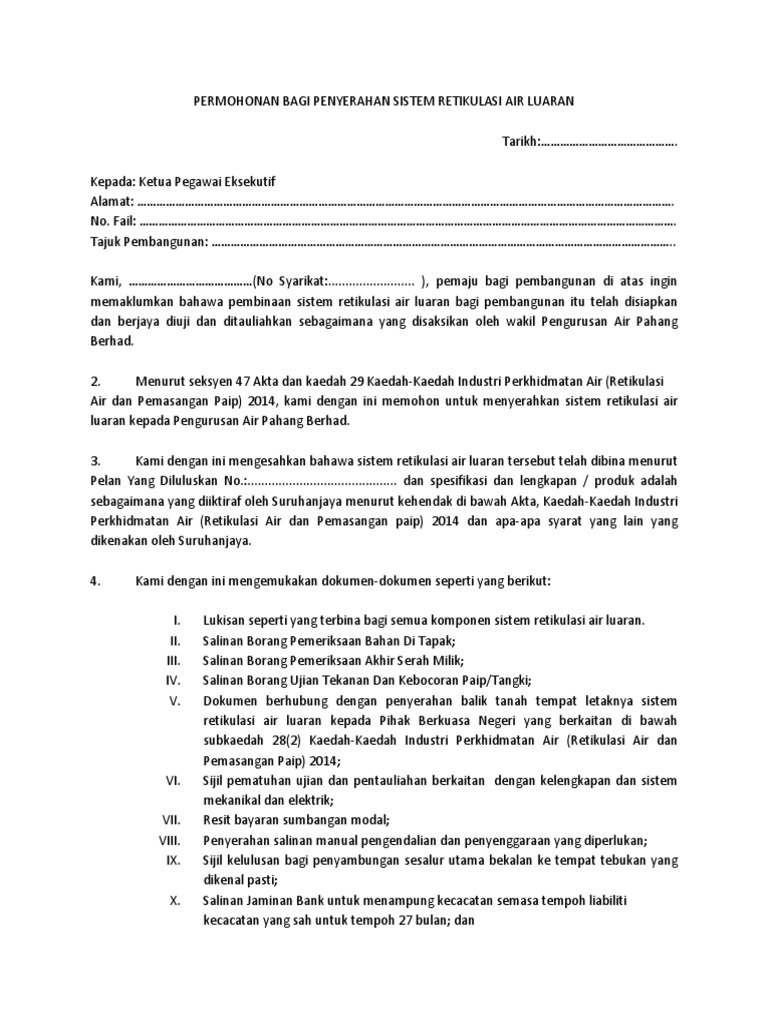 PERMOHONAN BAGI PENYERAHAN SISTEM RETIKULASI AIR LUARAN
Tarikh:…………………………………….
Kepada: Ketua Pegawai Eksekutif
Alamat: …………………………………………………………………………………………………………………………………….
No. Fail: …………………………………………………………………………………………………………………………………….
Tajuk Pembangunan: …………………………………………………………………………………………………………………..
Kami, …………………………………(No Syarikat:......................... ), pemaju bagi pembangunan di atas ingin
memaklumkan bahawa pembinaan sistem retikulasi air luaran bagi pembangunan itu telah disiapkan
dan berjaya diuji dan ditauliahkan sebagaimana yang disaksikan oleh wakil Pengurusan Air Pahang
Berhad.
2. Menurut seksyen 47 Akta dan kaedah 29 Kaedah-Kaedah Industri Perkhidmatan Air (Retikulasi
Air dan Pemasangan Paip) 2014, kami dengan ini memohon untuk menyerahkan sistem retikulasi air
luaran kepada Pengurusan Air Pahang Berhad.
3. Kami dengan ini mengesahkan bahawa sistem retikulasi air luaran tersebut telah dibina menurut
Pelan Yang Diluluskan No.:........................................... dan spesifikasi dan lengkapan / produk adalah
sebagaimana yang diiktiraf oleh Suruhanjaya menurut kehendak di bawah Akta, Kaedah-Kaedah Industri
Perkhidmatan Air (Retikulasi Air dan Pemasangan paip) 2014 dan apa-apa syarat yang lain yang
dikenakan oleh Suruhanjaya.
4. Kami dengan ini mengemukakan dokumen-dokumen seperti yang berikut:
I. Lukisan seperti yang terbina bagi semua komponen sistem retikulasi air luaran.
II. Salinan Borang Pemeriksaan Bahan Di Tapak;
III. Salinan Borang Pemeriksaan Akhir Serah Milik;
IV. Salinan Borang Ujian Tekanan Dan Kebocoran Paip/Tangki;
V. Dokumen berhubung dengan penyerahan balik tanah tempat letaknya sistem
retikulasi air luaran kepada Pihak Berkuasa Negeri yang berkaitan di bawah
subkaedah 28(2) Kaedah-Kaedah Industri Perkhidmatan Air (Retikulasi Air dan
Pemasangan Paip) 2014;
VI. Sijil pematuhan ujian dan pentauliahan berkaitan dengan kelengkapan dan sistem
mekanikal dan elektrik;
VII. Resit bayaran sumbangan modal;
VIII. Penyerahan salinan manual pengendalian dan penyenggaraan yang diperlukan;
IX. Sijil kelulusan bagi penyambungan sesalur utama bekalan ke tempat tebukan yang
dikenal pasti;
X. Salinan Jaminan Bank untuk menampung kecacatan semasa tempoh liabiliti
kecacatan yang sah untuk tempoh 27 bulan; dan